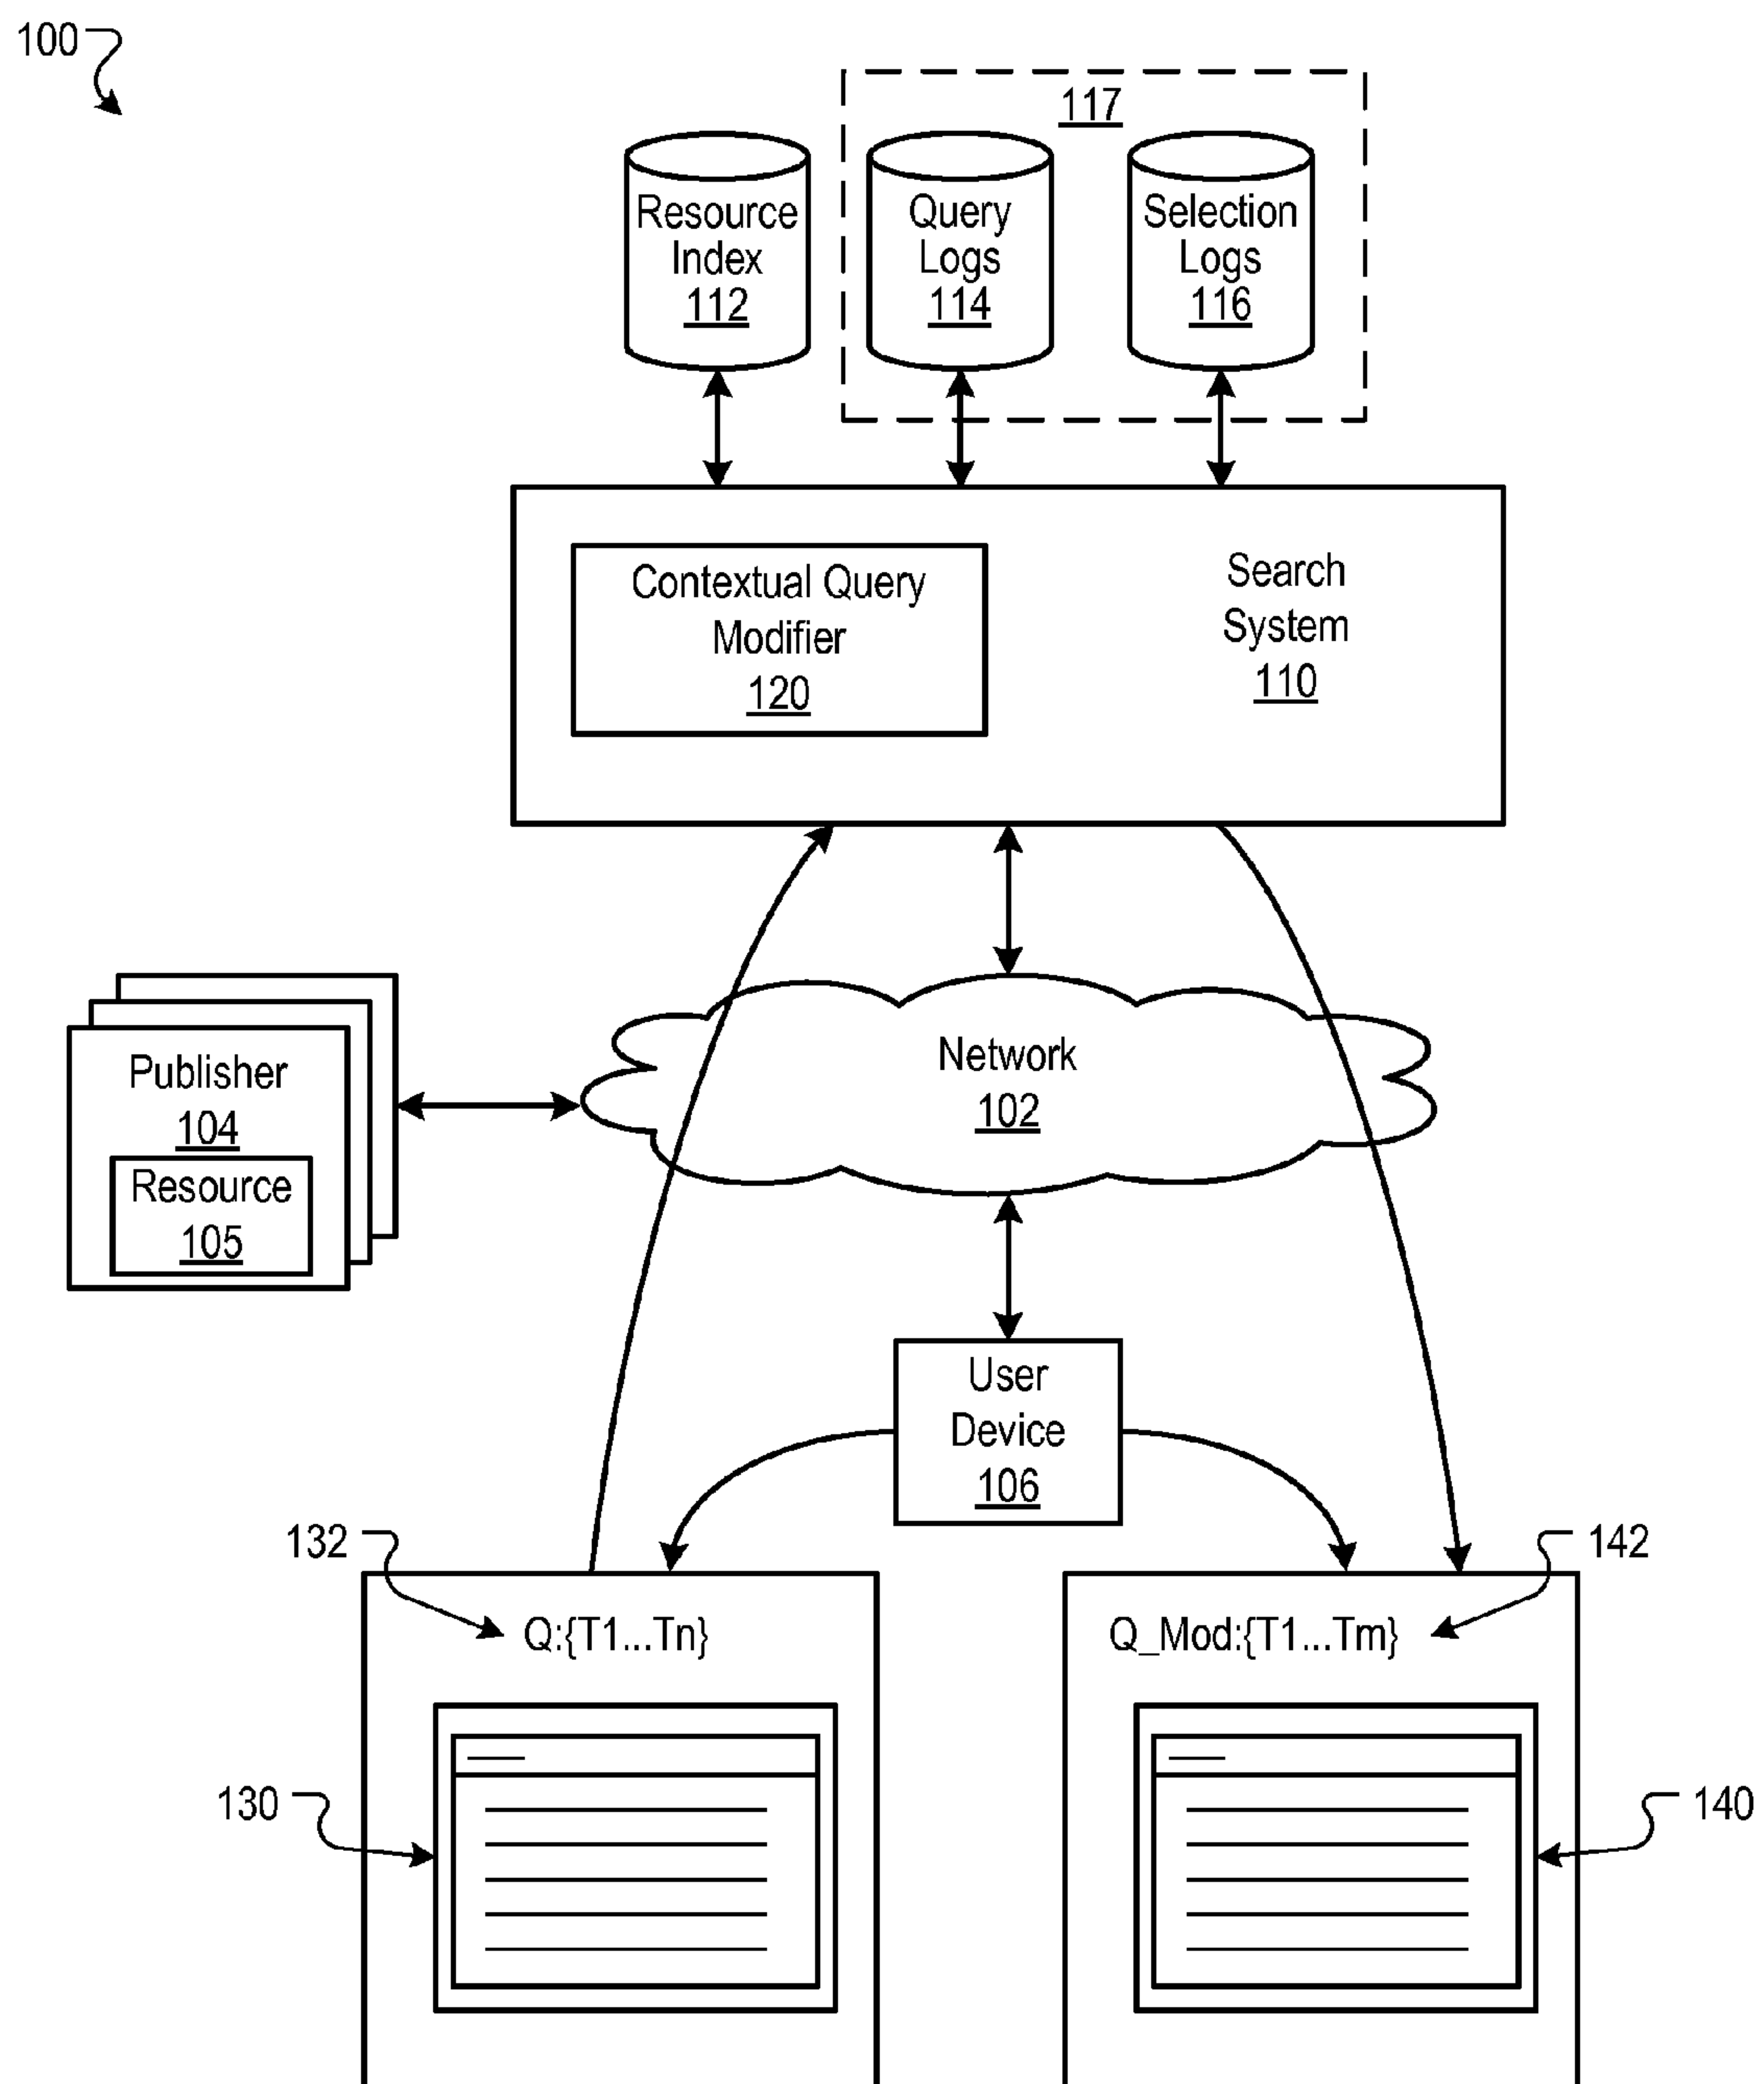 100
117
Resource
Index
112
Query
Logs
114
Selection
Logs
116
Contextual Query
Modifier
120
Search
System
110
Publisher
104
Resource
105
Network
102
User
Device
106
132
Q:{T1...Tn}
Q_Mod:{T1...Tm}
142
130
140